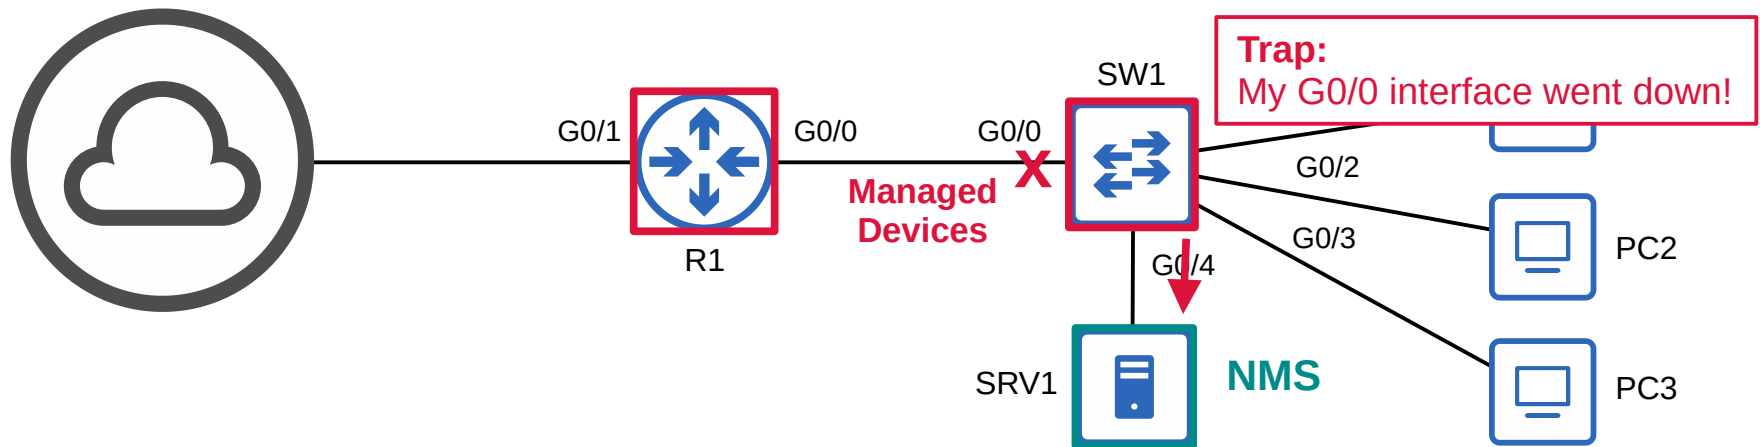 Trap:
My G0/0 interface went down!
SW1
G0/1
G0/0
G0/0
X
Managed
Devices
G0/2
R1
G0/3
PC2
G0/4
SRV1
NMS
PC3